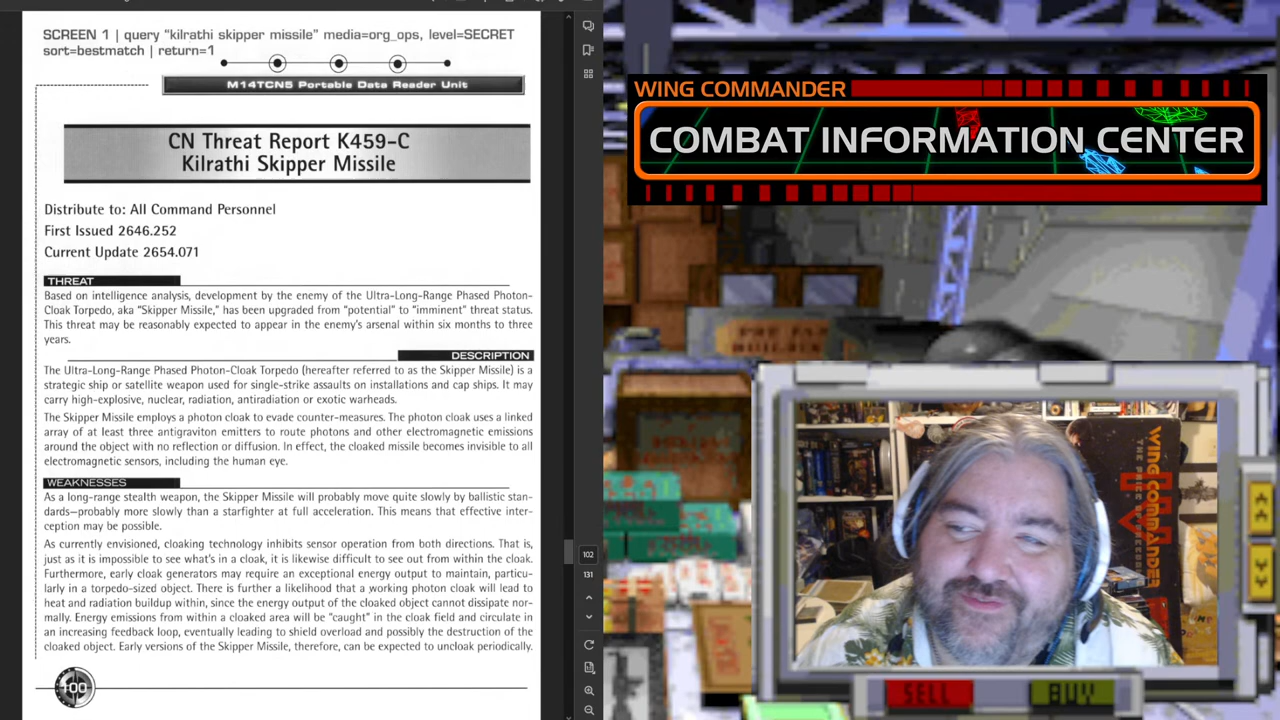 SCREEN 1 | query "kilrathi skipper missile" media=org_ops, level=SECRET
sort=bestmatch | return=1
M14TCN5 Portable Data Reader Unit
CN Threat Report K459-C
Kilrathi Skipper Missile
Distribute to: All Command Personnel
First Issued 2646.252
Current Update 2654.071
THREAT
Based on intelligence analysis, development by the enemy of the Ultra-Long-Range Phased Photon-
Cloak Torpedo, aka "Skipper Missile," has been upgraded from "potential" to "imminent" threat status.
This threat may be reasonably expected to appear in the enemy's arsenal within six months to three
years.
DESCRIPTION
The Ultra-Long-Range Phased Photon-Cloak Torpedo (hereafter referred to as the Skipper Missile) is a
strategic ship or satellite weapon used for single-strike assaults on installations and cap ships. It may
carry high-explosive, nuclear, radiation, antiradiation or exotic warheads.
The Skipper Missile employs a photon cloak to evade counter-measures. The photon cloak uses a linked
array of at least three antigraviton emitters to route photons and other electromagnetic emissions
around the object with no reflection or diffusion. In effect, the cloaked missile becomes invisible to all
electromagnetic sensors, including the human eye.
WEAKNESSES
As a long-range stealth weapon, the Skipper Missile will probably move quite slowly by ballistic stan-
dards—probably more slowly than a starfighter at full acceleration. This means that effective inter-
ception may be possible.
As currently envisioned, cloaking technology inhibits sensor operation from both directions. That is,
just as it is impossible to see what's in a cloak, it is likewise difficult to see out from within the cloak.
Furthermore, early cloak generators may require an exceptional energy output to maintain, particu-
larly in a torpedo-sized object. There is further a likelihood that a working photon cloak will lead to
heat and radiation buildup within, since the energy output of the cloaked object cannot dissipate nor-
mally. Energy emissions from within a cloaked area will be "caught" in the cloak field and circulate in
an increasing feedback loop, eventually leading to shield overload and possibly the destruction of the
cloaked object. Early versions of the Skipper Missile, therefore, can be expected to uncloak periodically.
100
102
131
WING COMMANDER
COMBAT INFORMATION CENTER
WING COMMANDER
SELL
BUY